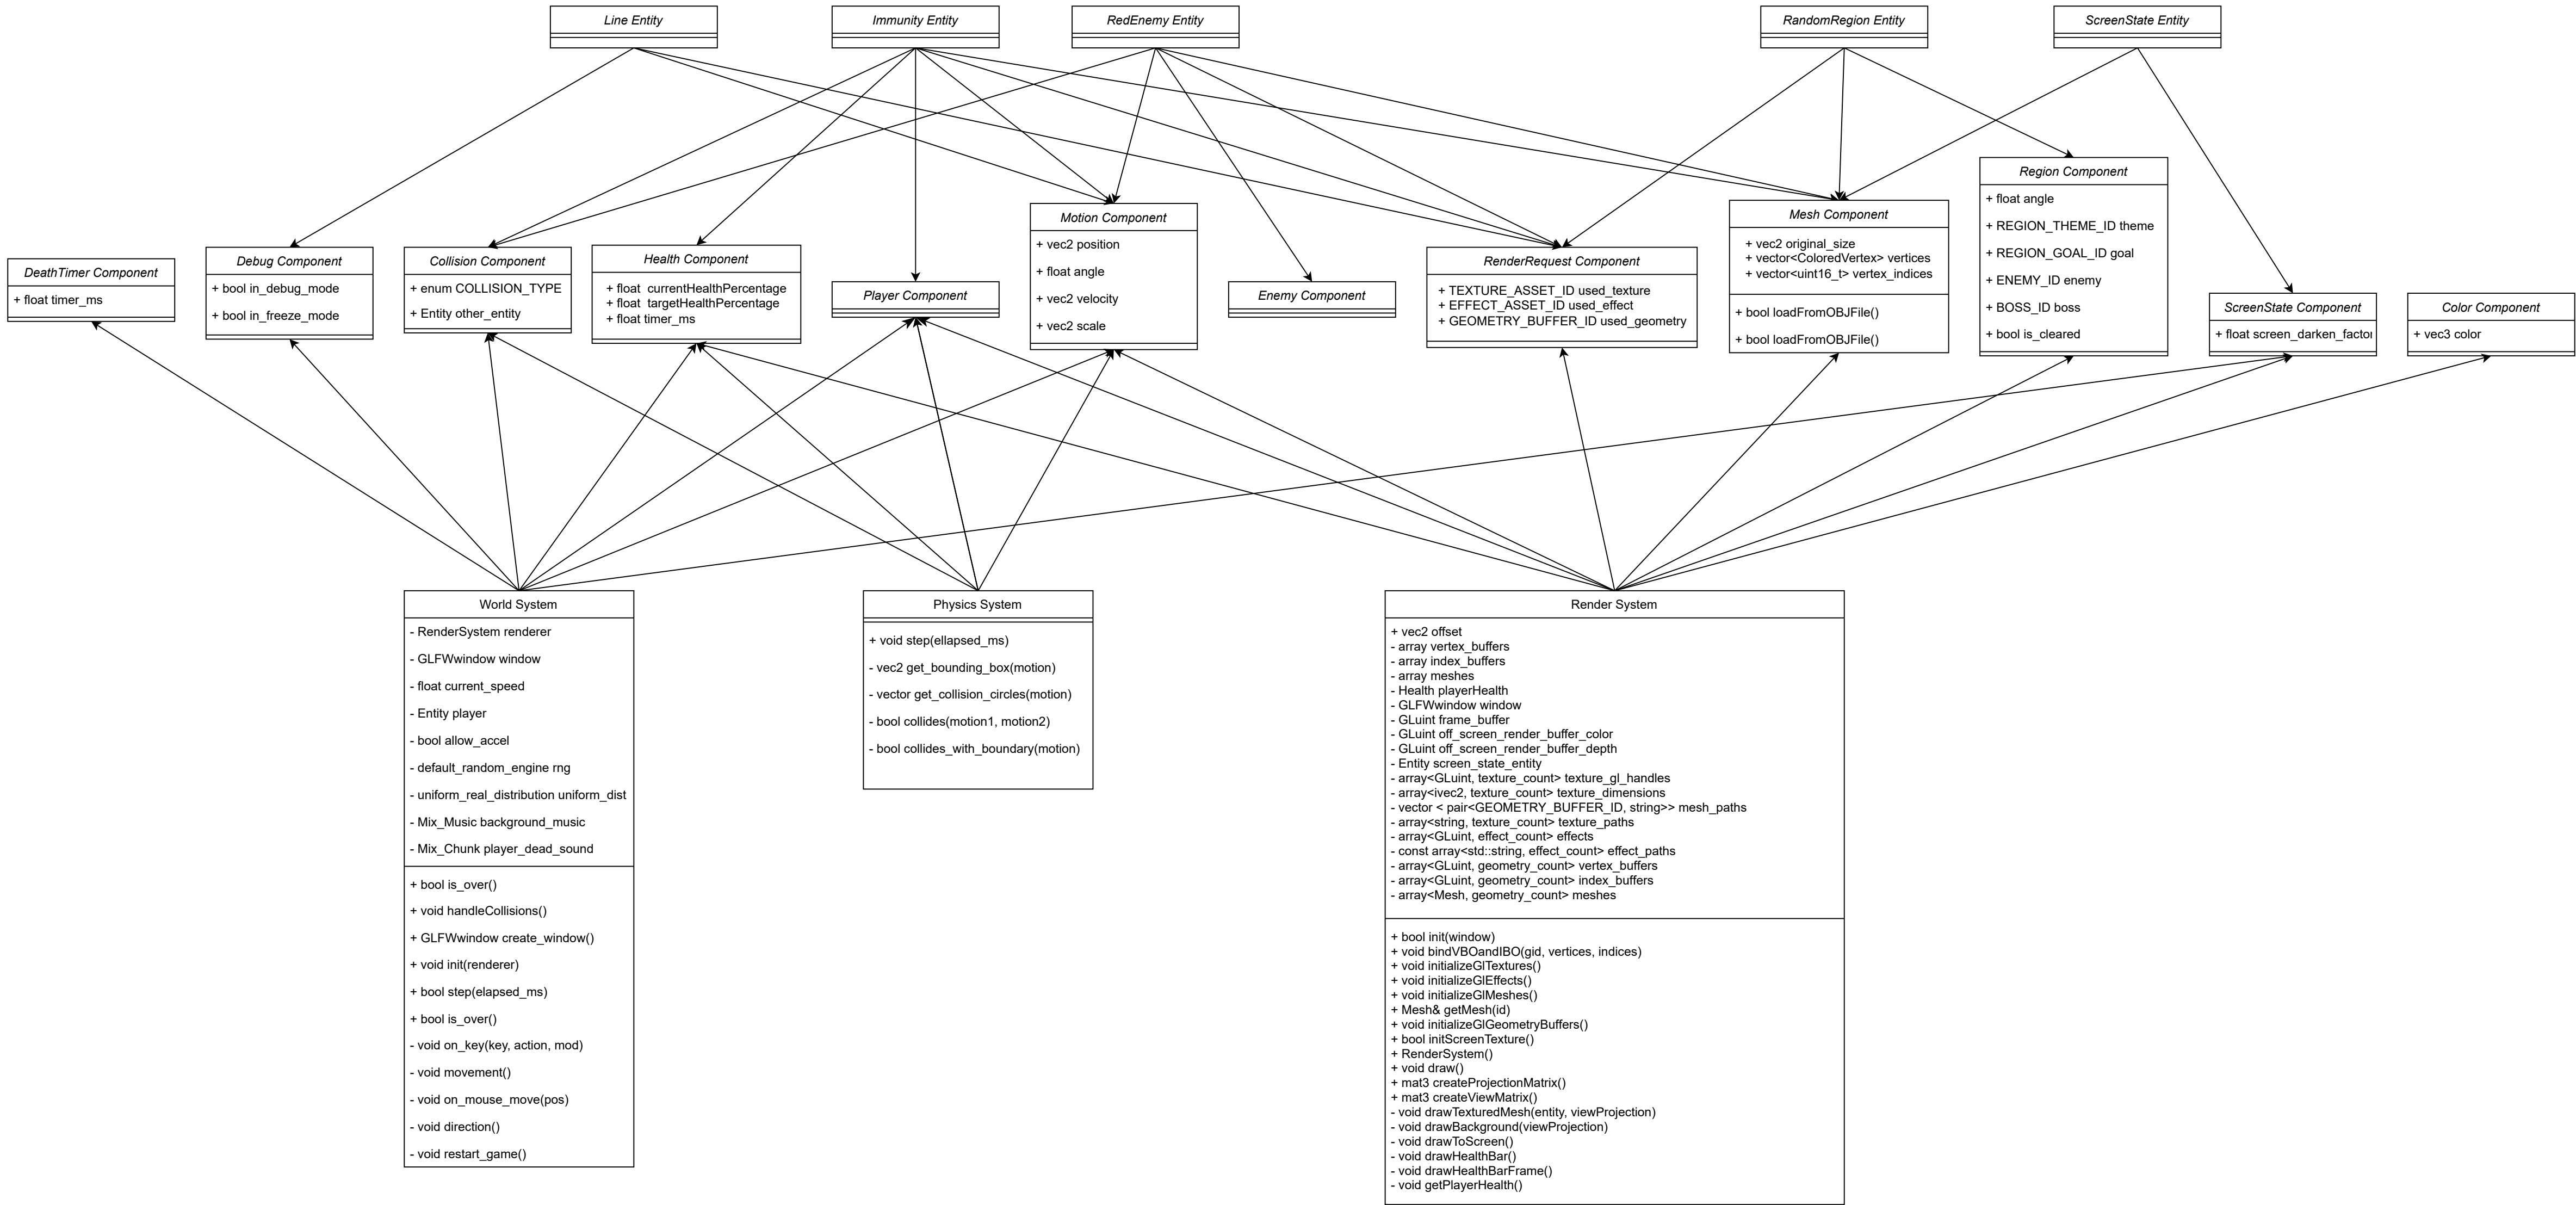 Line Entity
Immunity Entity
RedEnemy Entity
RandomRegion Entity
ScreenState Entity
DeathTimer Component
+ float timer_ms
Debug Component
+ bool in_debug_mode
+ bool in_freeze_mode
Collision Component
+ enum COLLISION_TYPE
+ Entity other_entity
Health Component
+ float  currentHealthPercentage
+ float  targetHealthPercentage
+ float timer_ms
Player Component
Motion Component
+ vec2 position
+ float angle
+ vec2 velocity
+ vec2 scale
Enemy Component
RenderRequest Component
+ TEXTURE_ASSET_ID used_texture
+ EFFECT_ASSET_ID used_effect
+ GEOMETRY_BUFFER_ID used_geometry
Mesh Component
+ vec2 original_size
+ vector<ColoredVertex> vertices
+ vector<uint16_t> vertex_indices
+ bool loadFromOBJFile()
+ bool loadFromOBJFile()
Region Component
+ float angle
+ REGION_THEME_ID theme
+ REGION_GOAL_ID goal
+ ENEMY_ID enemy
+ BOSS_ID boss
+ bool is_cleared
ScreenState Component
+ float screen_darken_factor
Color Component
+ vec3 color
World System
- RenderSystem renderer
- GLFWwindow window
- float current_speed
- Entity player
- bool allow_accel
- default_random_engine rng
- uniform_real_distribution uniform_dist
- Mix_Music background_music
- Mix_Chunk player_dead_sound
+ bool is_over()
+ void handleCollisions()
+ GLFWwindow create_window()
+ void init(renderer)
+ bool step(elapsed_ms)
+ bool is_over()
- void on_key(key, action, mod)
- void movement()
- void on_mouse_move(pos)
- void direction()
- void restart_game()
Physics System
+ void step(ellapsed_ms)
- vec2 get_bounding_box(motion)
- vector get_collision_circles(motion)
- bool collides(motion1, motion2)
- bool collides_with_boundary(motion)
Render System
+ vec2 offset
- array vertex_buffers
- array index_buffers
- array meshes
- Health playerHealth
- GLFWwindow window
- GLuint frame_buffer
- GLuint off_screen_render_buffer_color
- GLuint off_screen_render_buffer_depth
- Entity screen_state_entity
- array<GLuint, texture_count> texture_gl_handles
- array<ivec2, texture_count> texture_dimensions
- vector < pair<GEOMETRY_BUFFER_ID, string>> mesh_paths
- array<string, texture_count> texture_paths
- array<GLuint, effect_count> effects
- const array<std::string, effect_count> effect_paths
- array<GLuint, geometry_count> vertex_buffers
- array<GLuint, geometry_count> index_buffers
- array<Mesh, geometry_count> meshes
+ bool init(window)
+ void bindVBOandIBO(gid, vertices, indices)
+ void initializeGlTextures()
+ void initializeGlEffects()
+ void initializeGlMeshes()
+ Mesh& getMesh(id)
+ void initializeGlGeometryBuffers()
+ bool initScreenTexture()
+ RenderSystem()
+ void draw()
+ mat3 createProjectionMatrix()
+ mat3 createViewMatrix()
- void drawTexturedMesh(entity, viewProjection)
- void drawBackground(viewProjection)
- void drawToScreen()
- void drawHealthBar()
- void drawHealthBarFrame()
- void getPlayerHealth()